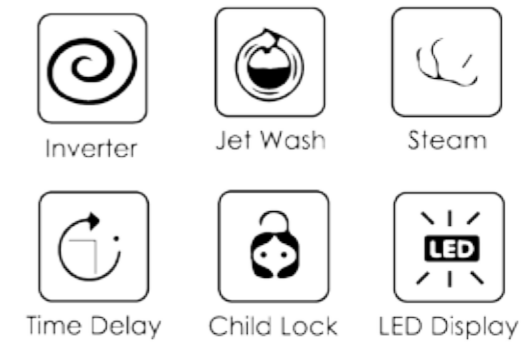 Inverter
Jet Wash
Steam
Time Delay
Child Lock
LED
LED Display